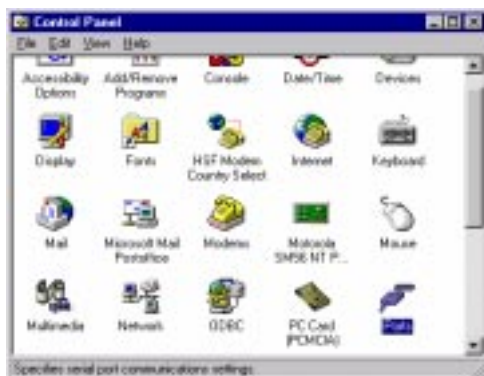 Control Panel
File Edit View Help
Accessibility Options
Add/Remove Programs
Console
Date/Time
Devices
Display
Fonts
HSF Modem Country Select
Internet
Keyboard
Mail
Microsoft Mail Postoffice
Modems
Motorola SM56 NT P...
Mouse
Multimedia
Network
ODBC
PC Card (PCMCIA)
Ports
Specifies serial port communications settings